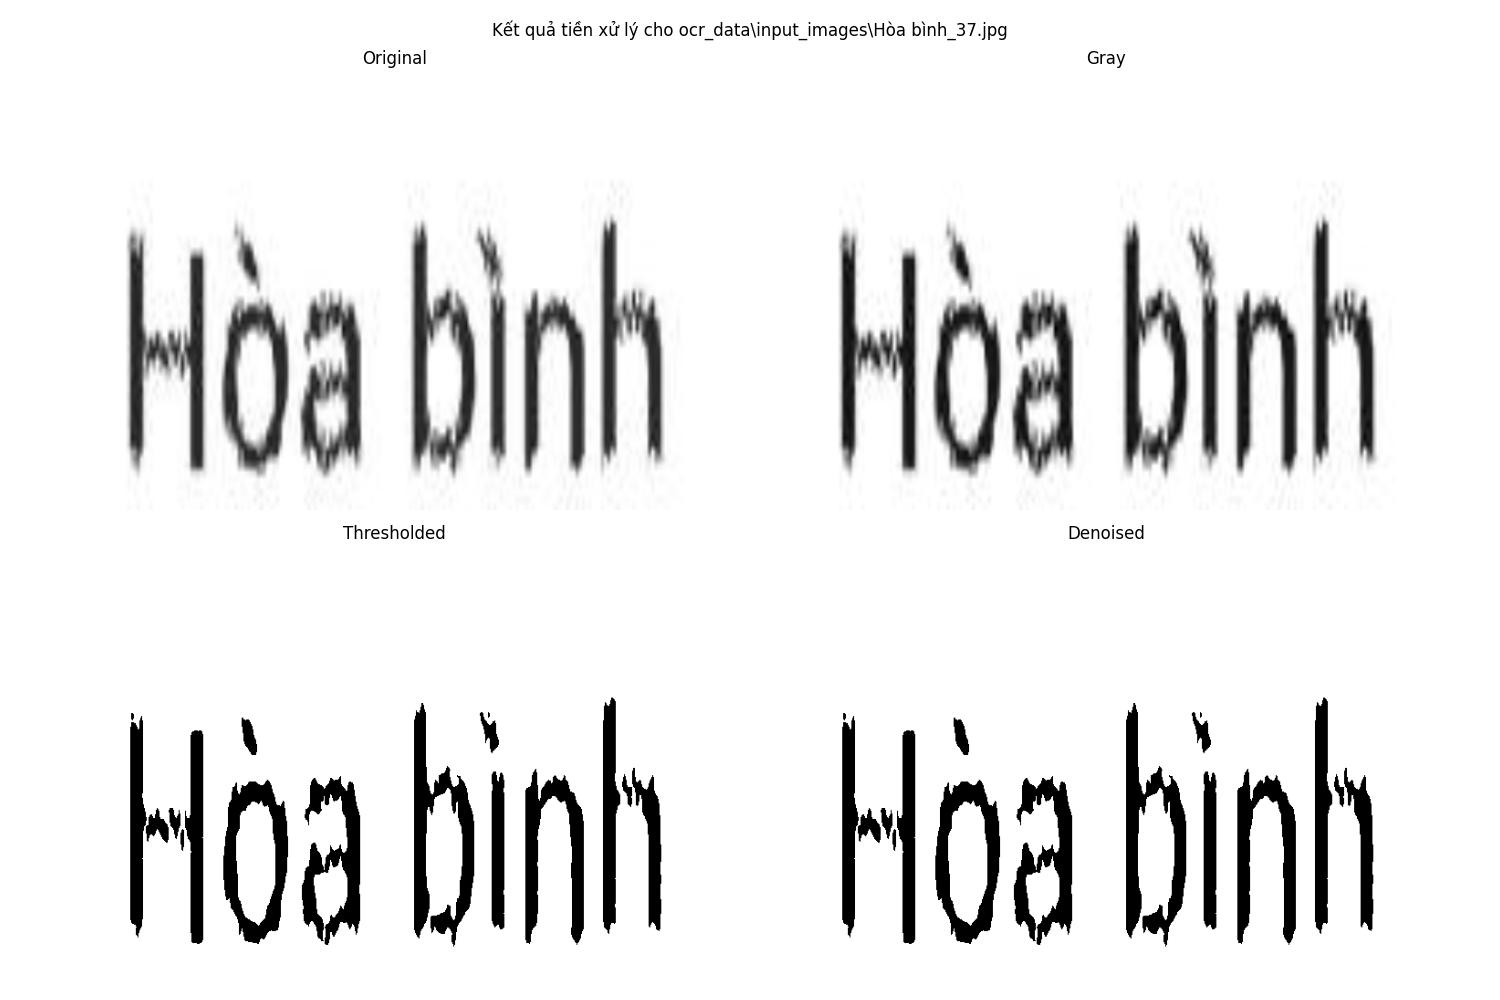 Kết quả tiền xử lý cho ocr_data\input_images\Hòa bình_37.jpg
Original
Gray
Hòa bình
Hòa bình
Thresholded
Denoised
Hòa bình
Hòa bình